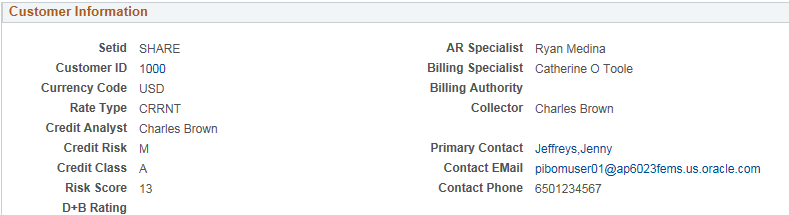 Customer Information
Setid SHARE AR Specialist Ryan Medina
Customer ID 1000 Billing Specialist Catherine O Toole
Currency Code USD Billing Authority
Rate Type CRRNT Collector Charles Brown
Credit Analyst Charles Brown
Credit Risk M Primary Contact Jeffreys,Jenny
Credit Class A Contact EMail pibomuser01@ap6023fems.us.oracle.com
Risk Score 13 Contact Phone 6501234567
D+B Rating